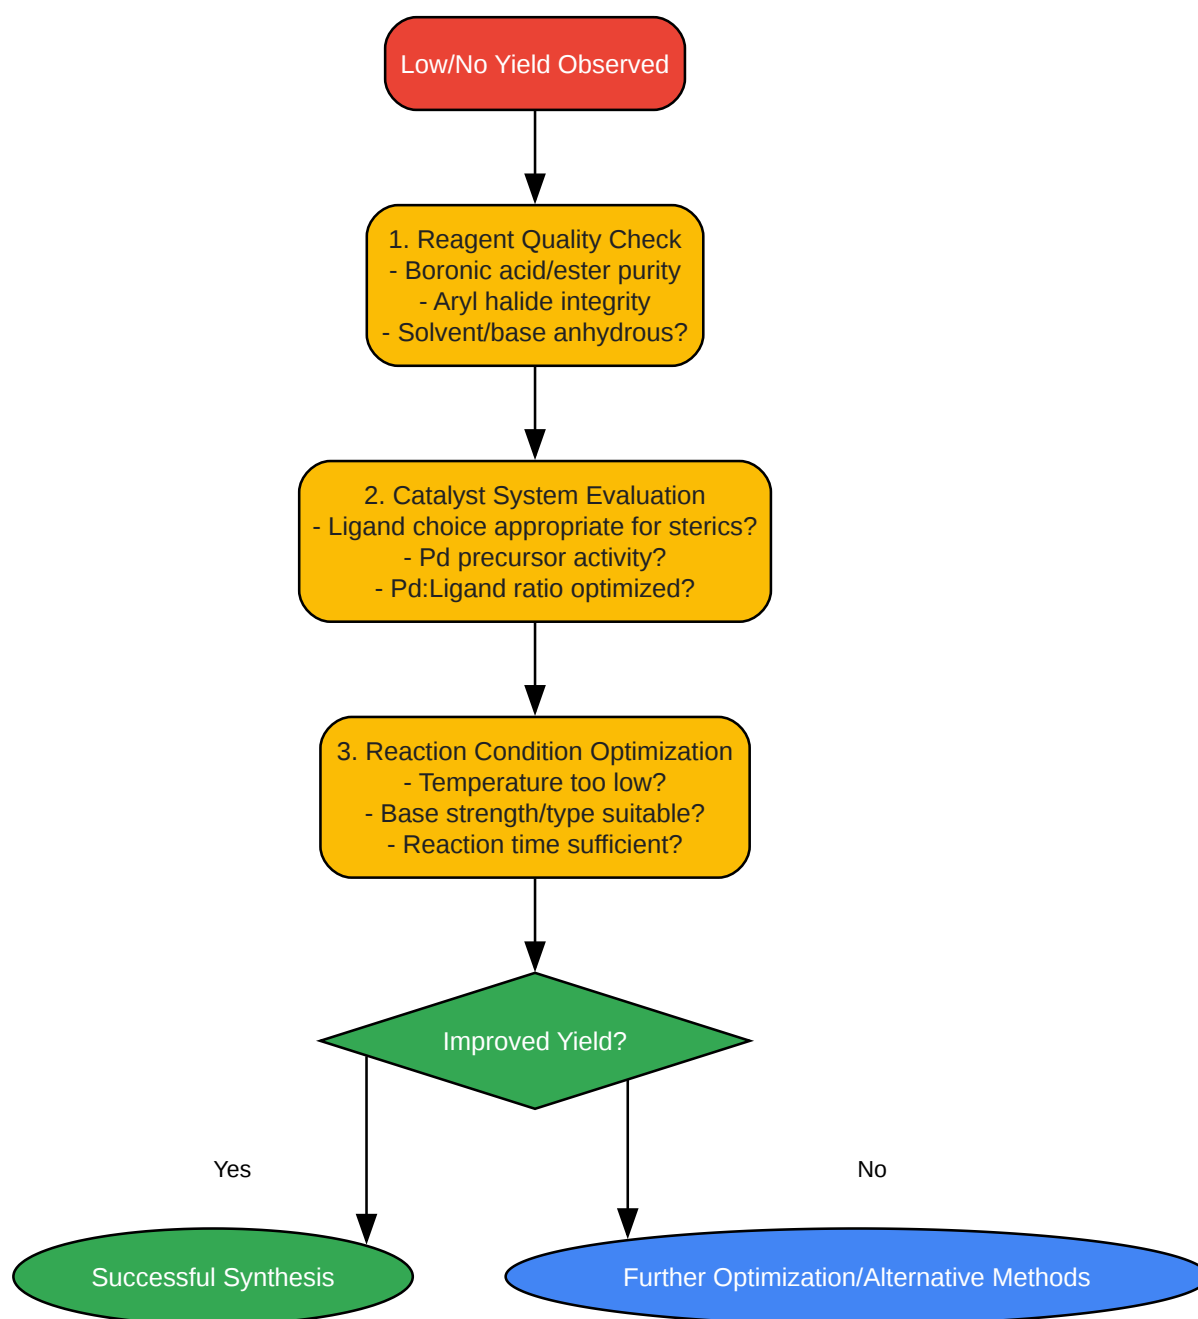 Low/No Yield Observed
1. Reagent Quality Check
- Boronic acid/ester purity
- Aryl halide integrity
- Solvent/base anhydrous?
2. Catalyst System Evaluation
- Ligand choice appropriate for sterics?
- Pd precursor activity?
- Pd:Ligand ratio optimized?
3. Reaction Condition Optimization
- Temperature too low?
- Base strength/type suitable?
- Reaction time sufficient?
Improved Yield?
Yes
No
Successful Synthesis
Further Optimization/Alternative Methods